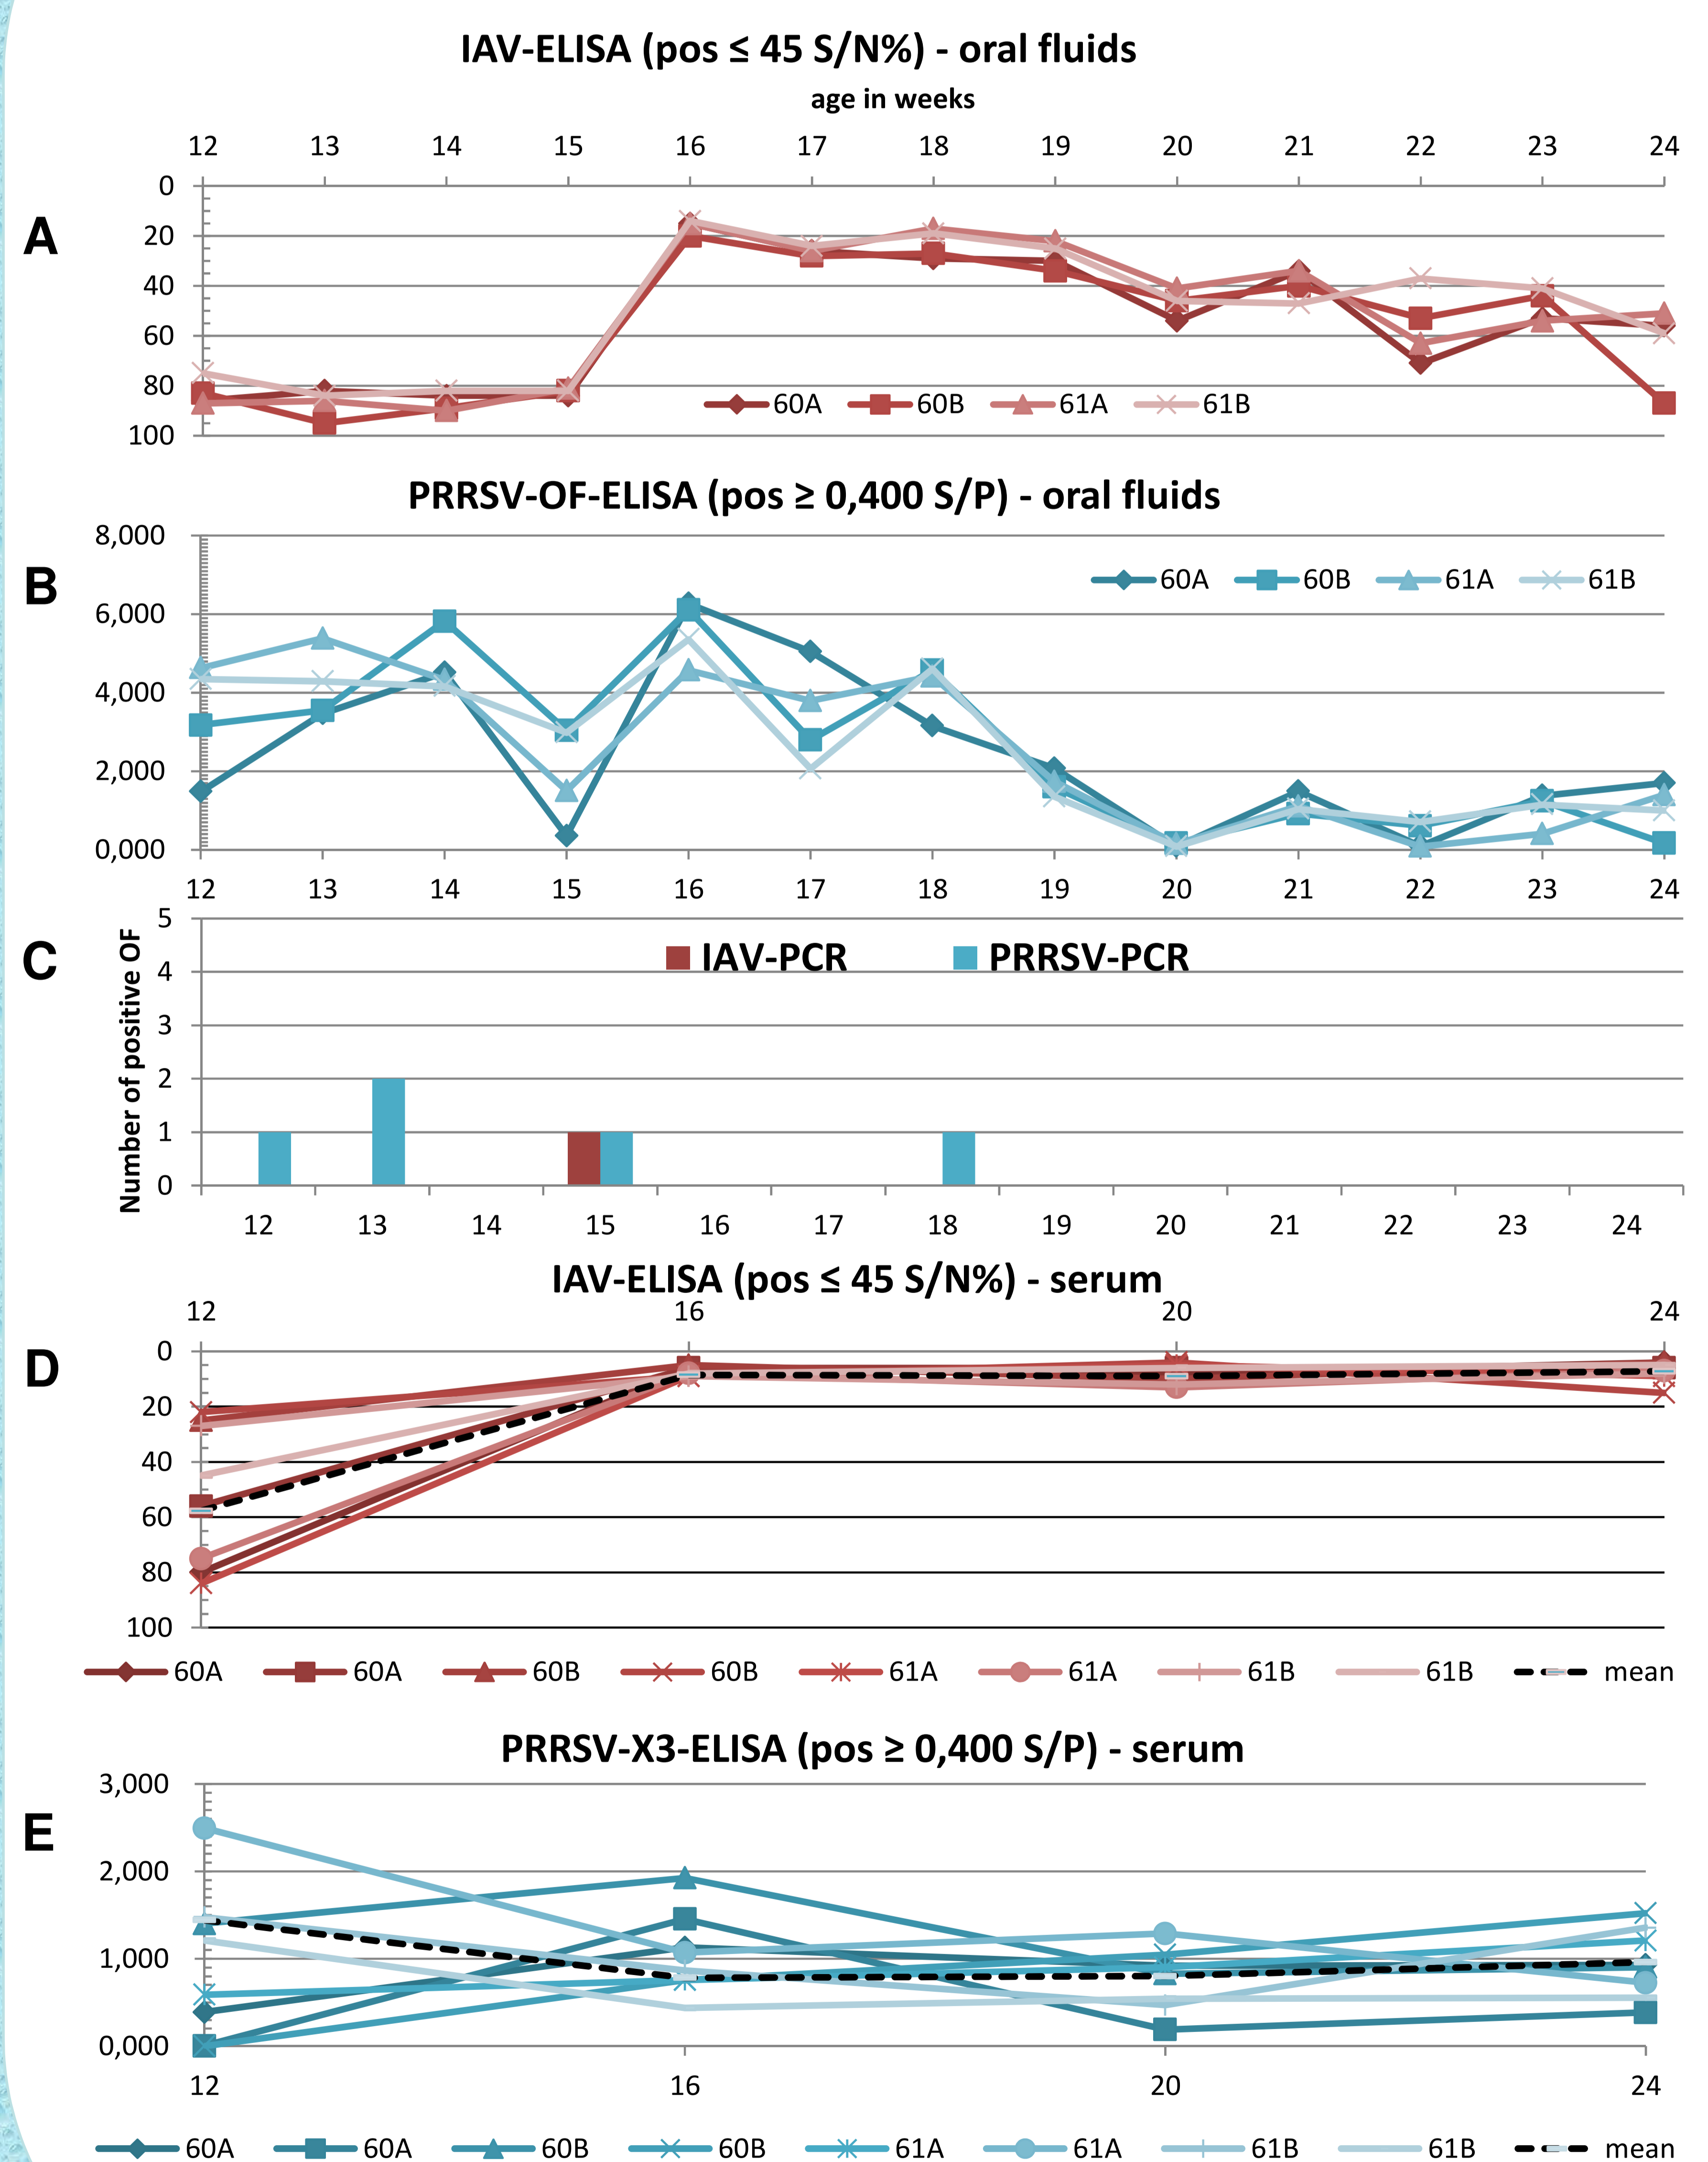 IAV-ELISA (pos ≤ 45 S/N%) - oral fluids
age in weeks
12 13 14 15 16 17 18 19 20 21 22 23 24
A
0
20
40
60
80
100
60A 60B 61A 61B
PRRSV-OF-ELISA (pos ≥ 0,400 S/P) - oral fluids
B
8,000
6,000
4,000
2,000
0,000
60A 60B 61A 61B
12 13 14 15 16 17 18 19 20 21 22 23 24
C
Number of positive OF
5
4
3
2
1
0
IAV-PCR PRRSV-PCR
12 13 14 15 16 17 18 19 20 21 22 23 24
IAV-ELISA (pos ≤ 45 S/N%) - serum
12 16 20 24
D
0
20
40
60
80
100
60A 60A 60B 60B 61A 61A 61B 61B mean
PRRSV-X3-ELISA (pos ≥ 0,400 S/P) - serum
E
3,000
2,000
1,000
0,000
12 16 20 24
60A 60A 60B 60B 61A 61A 61B 61B mean